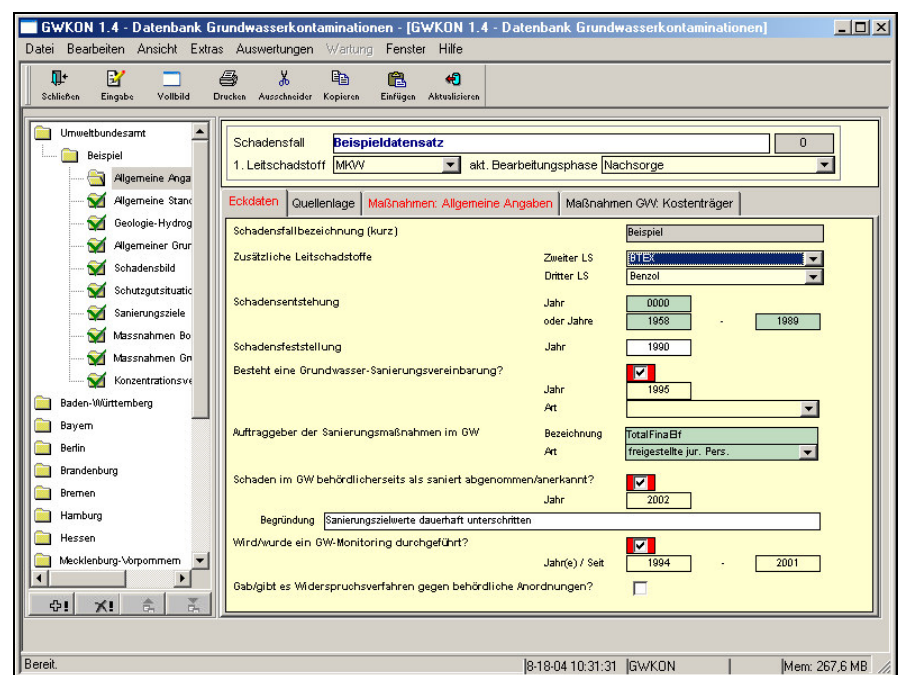 GWKON 1.4 - Datenbank Grundwasserkontaminationen - [GWKON 1.4 - Datenbank Grundwasserkontaminationen]
Datei Bearbeiten Ansicht Extras Auswertungen Wartung Fenster Hilfe
Schließen Eingabe Vollbild Drucken Ausschneiden Kopieren Einfügen Aktualisieren
Umweltbundesamt
Beispiel
Allgemeine Anga
Allgemeine Stand
Geologie-Hydrog
Allgemeiner Grun
Schadensbild
Schutzgutsituatio
Sanierungsziele
Massnahmen Bo
Massnahmen Gr
Konzentrationsve
Baden-Württemberg
Bayern
Berlin
Brandenburg
Bremen
Hamburg
Hessen
Mecklenburg-Vorpommern
Schadensfall Beispieldatensatz 0
1. Leitschadstoff MKW akt. Bearbeitungsphase Nachsorge
Eckdaten Quellenlage Maßnahmen: Allgemeine Angaben Maßnahmen GW: Kostenträger
Schadensfallbezeichnung (kurz) Beispiel
Zusätzliche Leitschadstoffe Zweiter LS BTEX
Dritter LS Benzol
Schadensentstehung Jahr 0000
oder Jahre 1958 - 1989
Schadensfeststellung Jahr 1990
Besteht eine Grundwasser-Sanierungsvereinbarung?
Jahr 1995
Art
Auftraggeber der Sanierungsmaßnahmen im GW Bezeichnung TotalFinaElf
Art freigestellte jur. Pers.
Schaden im GW behördlicherseits als saniert abgenommen/anerkannt?
Jahr 2002
Begründung Sanierungszielwerte dauerhaft unterschritten
Wird/wurde ein GW-Monitoring durchgeführt?
Jahr(e) / Seit 1994 - 2001
Gab/gibt es Widerspruchsverfahren gegen behördliche Anordnungen?
Bereit. 8-18-04 10:31:31 GWKON Mem: 267,6 MB